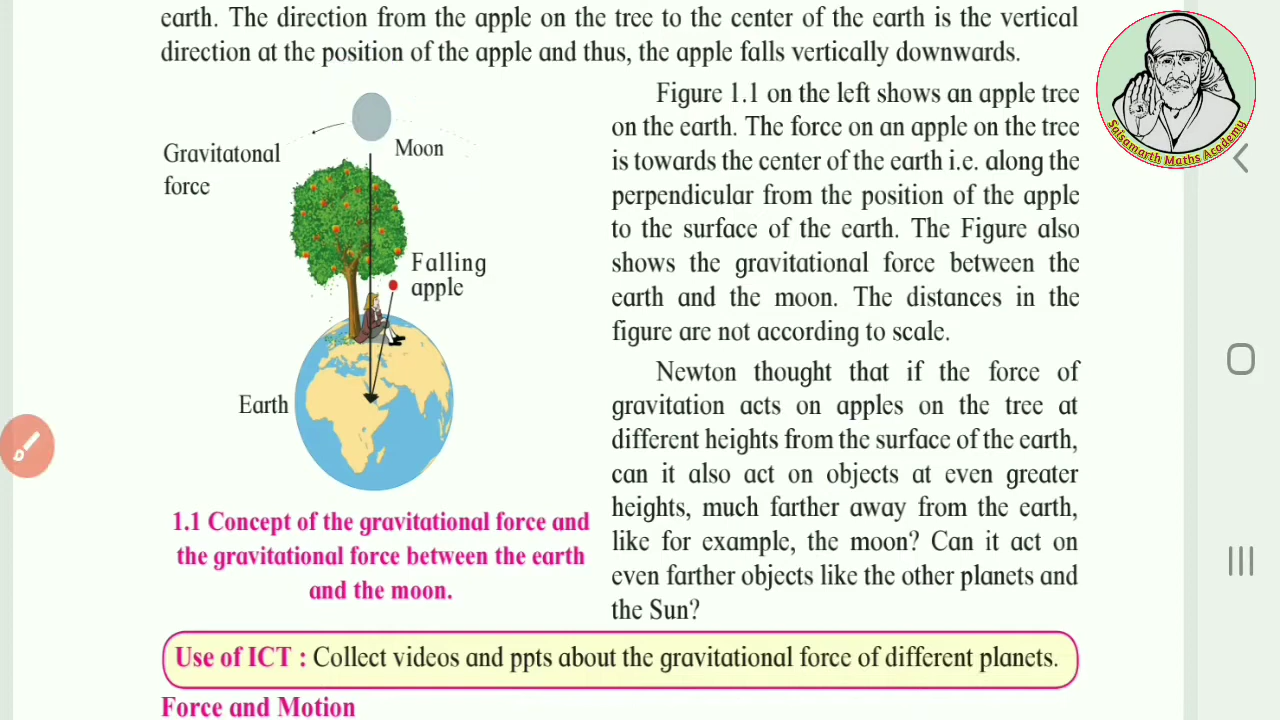 earth. The direction from the apple on the tree to the center of the earth is the vertical
direction at the position of the apple and thus, the apple falls vertically downwards.
Gravitatonal
force
Moon
Falling
apple
Earth
1.1 Concept of the gravitational force and
the gravitational force between the earth
and the moon.
Figure 1.1 on the left shows an apple tree
on the earth. The force on an apple on the tree
is towards the center of the earth i.e. along the
perpendicular from the position of the apple
to the surface of the earth. The Figure also
shows the gravitational force between the
earth and the moon. The distances in the
figure are not according to scale.
Newton thought that if the force of
gravitation acts on apples on the tree at
different heights from the surface of the earth,
can it also act on objects at even greater
heights, much farther away from the earth,
like for example, the moon? Can it act on
even farther objects like the other planets and
the Sun?
Use of ICT : Collect videos and ppts about the gravitational force of different planets.
Force and Motion
Saisamarth Maths Academy